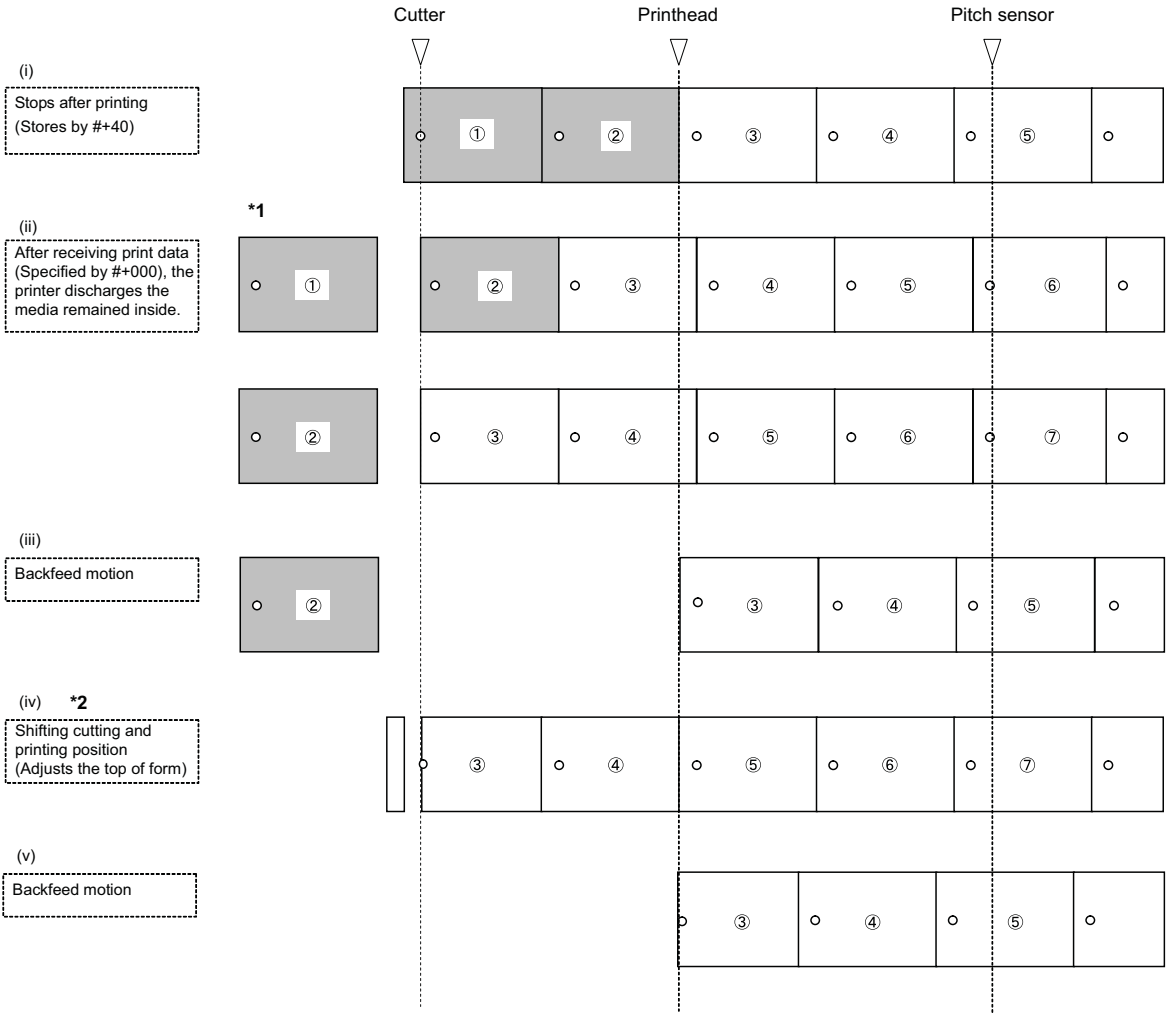 Cutter Printhead Pitch sensor
(i)
Stops after printing
(Stores by #+40)
① ② ③ ④ ⑤
*1
(ii)
After receiving print data
(Specified by #+000), the
printer discharges the
media remained inside.
① ② ③ ④ ⑤ ⑥
② ③ ④ ⑤ ⑥ ⑦
(iii)
Backfeed motion
② ③ ④ ⑤
(iv) *2
Shifting cutting and
printing position
(Adjusts the top of form)
③ ④ ⑤ ⑥ ⑦
(v)
Backfeed motion
③ ④ ⑤